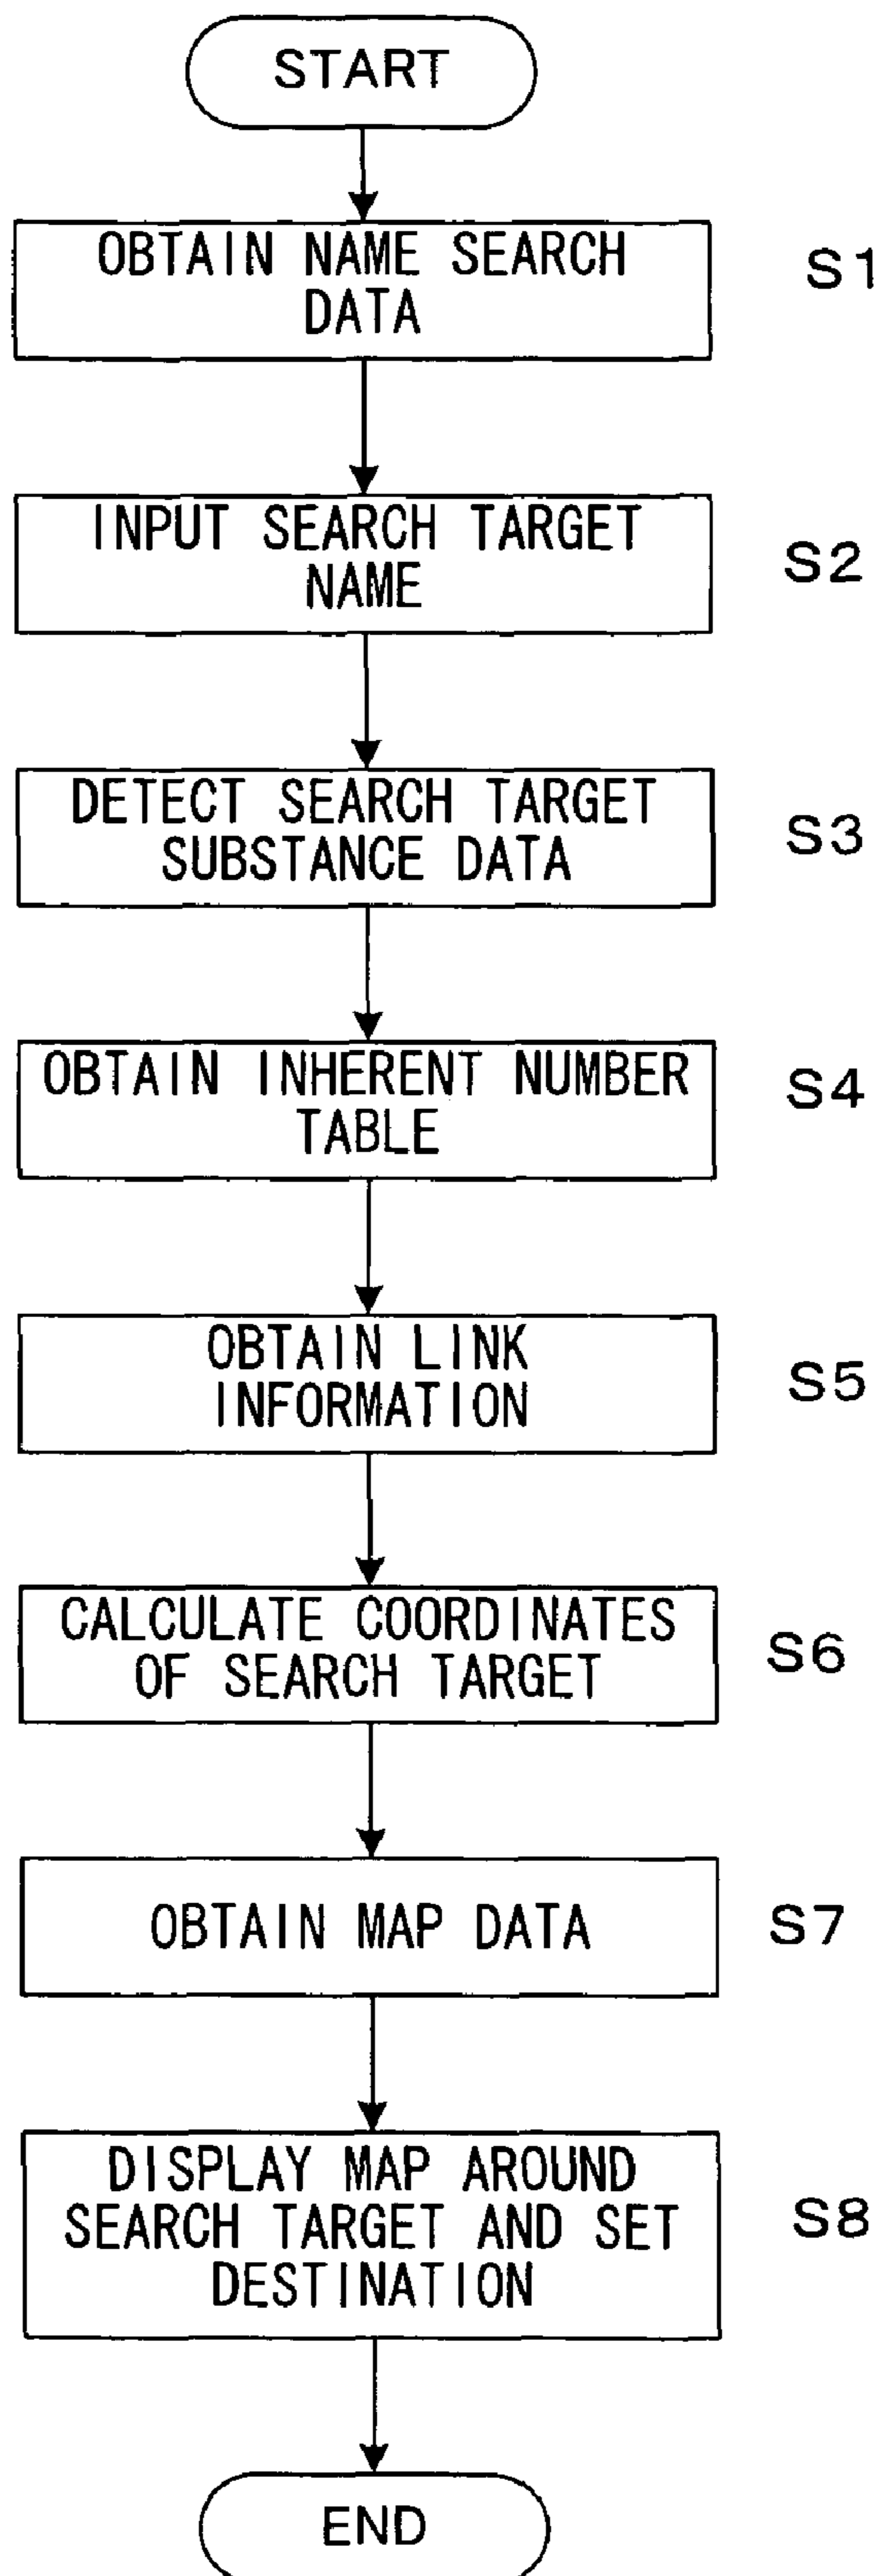 START
OBTAIN NAME SEARCH
DATA
S1
INPUT SEARCH TARGET
NAME
S2
DETECT SEARCH TARGET
SUBSTANCE DATA
S3
OBTAIN INHERENT NUMBER
TABLE
S4
OBTAIN LINK
INFORMATION
S5
CALCULATE COORDINATES
OF SEARCH TARGET
S6
OBTAIN MAP DATA
S7
DISPLAY MAP AROUND
SEARCH TARGET AND SET
DESTINATION
S8
END